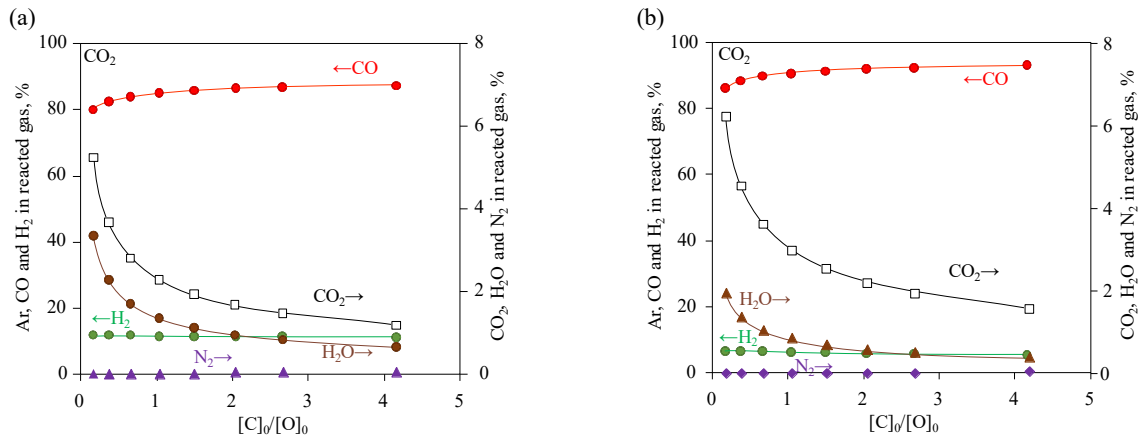 (a)
CO₂
←CO
CO₂→
←H₂
H₂O→
N₂→
100
80
60
40
20
0
8
6
4
2
0
0
1
2
3
4
5
Ar, CO and H₂ in reacted gas, %
CO₂, H₂O and N₂ in reacted gas, %
[C]₀/[O]₀
(b)
CO₂
←CO
CO₂→
H₂O→
←H₂
N₂→
100
80
60
40
20
0
8
6
4
2
0
0
1
2
3
4
5
Ar, CO and H₂ in reacted gas, %
CO₂, H₂O and N₂ in reacted gas, %
[C]₀/[O]₀